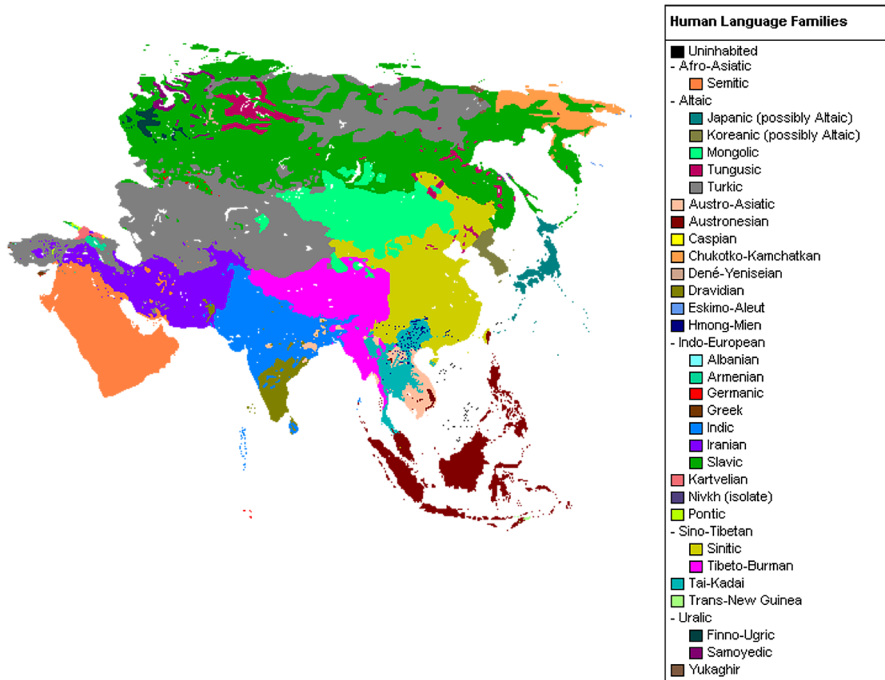 Human Language Families
Uninhabited
- Afro-Asiatic
Semitic
- Altaic
Japanic (possibly Altaic)
Koreanic (possibly Altaic)
Mongolic
Tungusic
Turkic
Austro-Asiatic
Austronesian
Caspian
Chukotko-Kamchatkan
Dené-Yeniseian
Dravidian
Eskimo-Aleut
Hmong-Mien
- Indo-European
Albanian
Armenian
Germanic
Greek
Indic
Iranian
Slavic
Kartvelian
Nivkh (isolate)
Pontic
- Sino-Tibetan
Sinitic
Tibeto-Burman
Tai-Kadai
Trans-New Guinea
- Uralic
Finno-Ugric
Samoyedic
Yukaghir